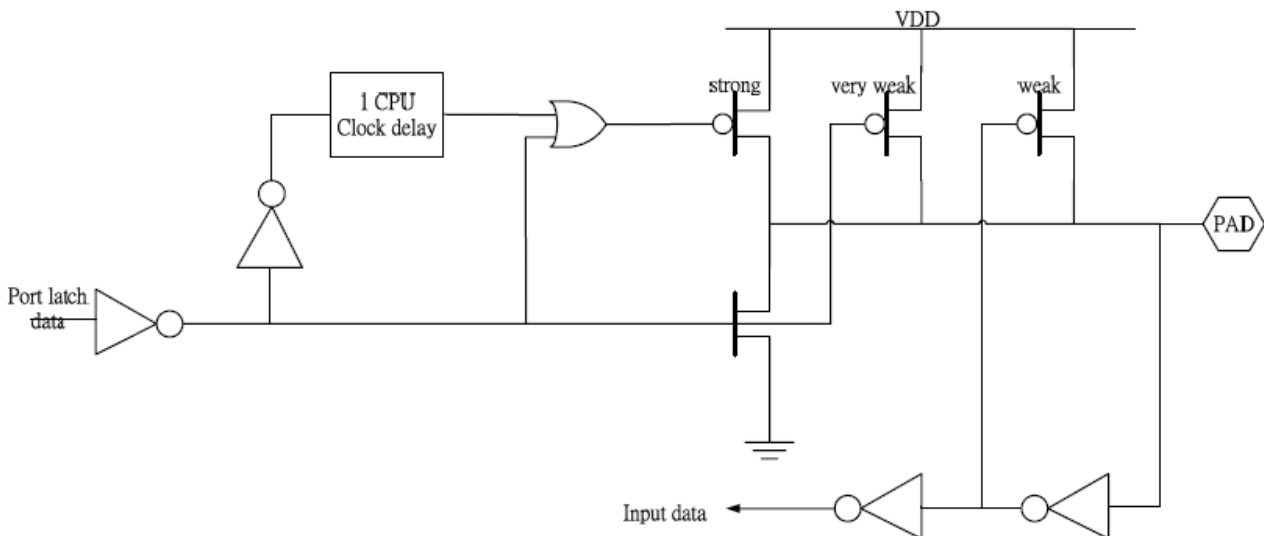 VDD
strong
very weak
weak
1 CPU
Clock delay
PAD
Port latch
data
Input data